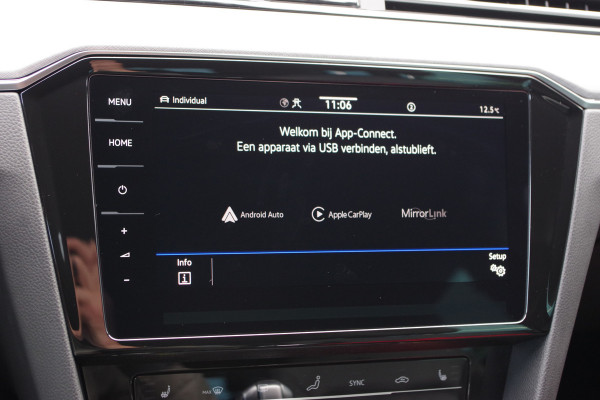 MENU
HOME
Individual
11:06
12.5°C
Welkom bij App-Connect.
Een apparaat via USB verbinden, alstublieft.
Android Auto
Apple CarPlay
MirrorLink
Info
Setup
MAX
SYNC